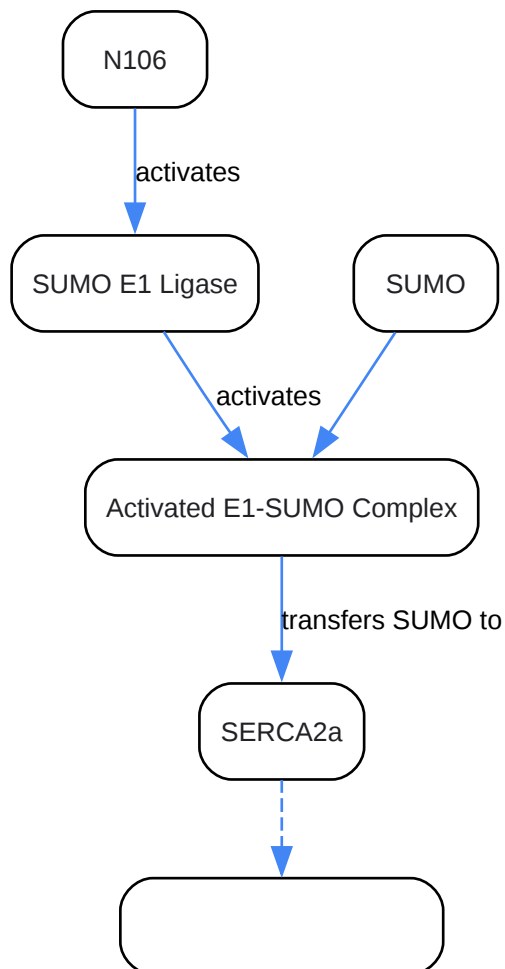 N106
activates
SUMO E1 Ligase
SUMO
activates
Activated E1-SUMO Complex
transfers SUMO to
SERCA2a